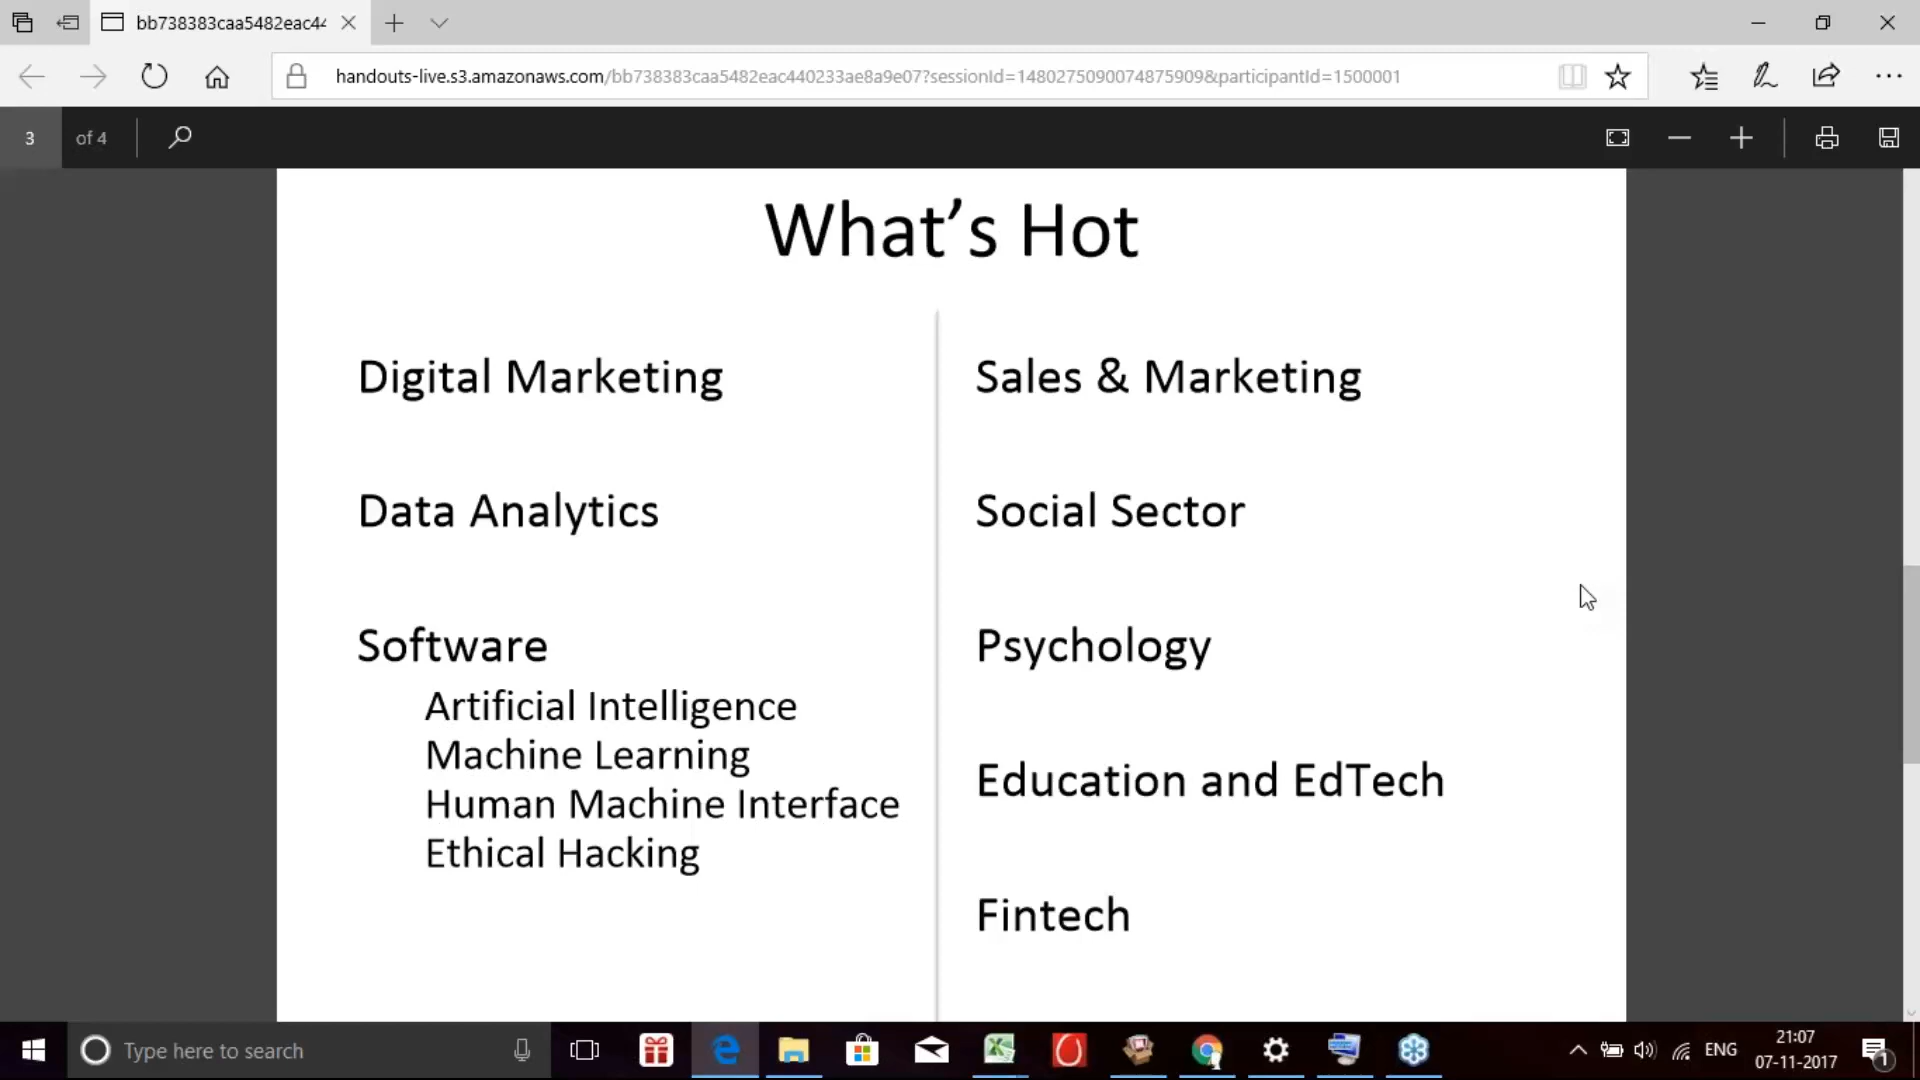 bb738383caa5482eac44
handouts-live.s3.amazonaws.com/bb738383caa5482eac440233ae8a9e07?sessionId=1480275090074875909&participantId=1500001
3 of 4
What’s Hot
Digital Marketing
Data Analytics
Software
Artificial Intelligence
Machine Learning
Human Machine Interface
Ethical Hacking
Sales & Marketing
Social Sector
Psychology
Education and EdTech
Fintech
Type here to search
ENG
21:07
07-11-2017
1